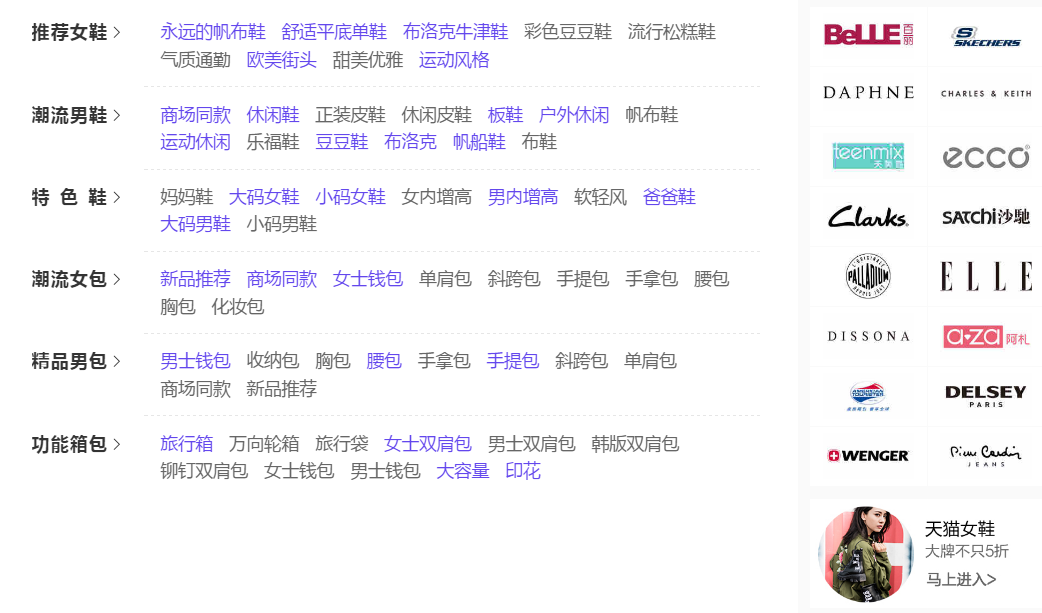 推荐女鞋 > 永远的帆布鞋 舒适平底单鞋 布洛克牛津鞋 彩色豆豆鞋 流行松糕鞋
气质通勤 欧美街头 甜美优雅 运动风格
潮流男鞋 > 商场同款 休闲鞋 正装皮鞋 休闲皮鞋 板鞋 户外休闲 帆布鞋
运动休闲 乐福鞋 豆豆鞋 布洛克 帆船鞋 布鞋
特色鞋 > 妈妈鞋 大码女鞋 小码女鞋 女内增高 男内增高 软轻风 爸爸鞋
大码男鞋 小码男鞋
潮流女包 > 新品推荐 商场同款 女士钱包 单肩包 斜跨包 手提包 手拿包 腰包
胸包 化妆包
精品男包 > 男士钱包 收纳包 胸包 腰包 手拿包 手提包 斜跨包 单肩包
商场同款 新品推荐
功能箱包 > 旅行箱 万向轮箱 旅行袋 女士双肩包 男士双肩包 韩版双肩包
铆钉双肩包 女士钱包 男士钱包 大容量 印花
BeLLE 百丽
S SKECHERS
DAPHNE
CHARLES & KEITH
teenmix
ecco
Clarks.
SATCHi沙馳
ORIGINAL
PALLADIUM
DEPUIS 1947
ELLE
DISSONA
a·za 阿札
AMERICAN
TOURISTER
DELSEY
PARIS
WENGER
Pierre Cardin
JEANS
天猫女鞋
大牌不只5折
马上进入>